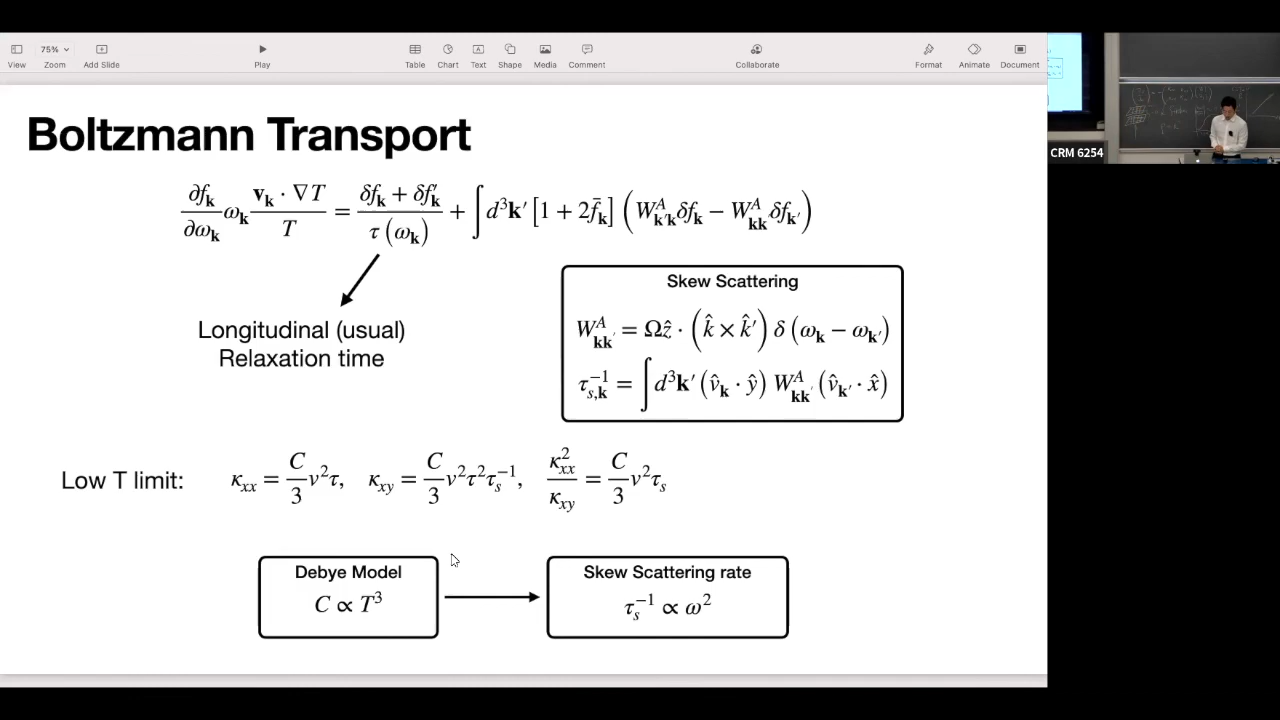 75%
View
Zoom
Add Slide
Play
Table
Chart
Text
Shape
Media
Comment
Collaborate
Format
Animate
Document
CRM 6254
Boltzmann Transport
∂f_k/∂ω_k ω_k (v_k · ∇T)/T = (δf_k + δf′_k)/τ(ω_k) + ∫ d³k′ [1 + 2f̄_k] (W^A_{k′k} δf_k − W^A_{kk} δf_{k′})
Longitudinal (usual)
Relaxation time
Skew Scattering
W^A_{kk′} = Ωẑ · (k̂ × k̂′) δ(ω_k − ω_{k′})
τ_{s,k}^{−1} = ∫ d³k′ (v̂_k · ŷ) W^A_{kk′} (v̂_{k′} · x̂)
Low T limit: κ_xx = C/3 v²τ, κ_xy = C/3 v²τ²τ_s^{−1}, κ²_xx/κ_xy = C/3 v²τ_s
Debye Model
C ∝ T³
Skew Scattering rate
τ_s^{−1} ∝ ω²